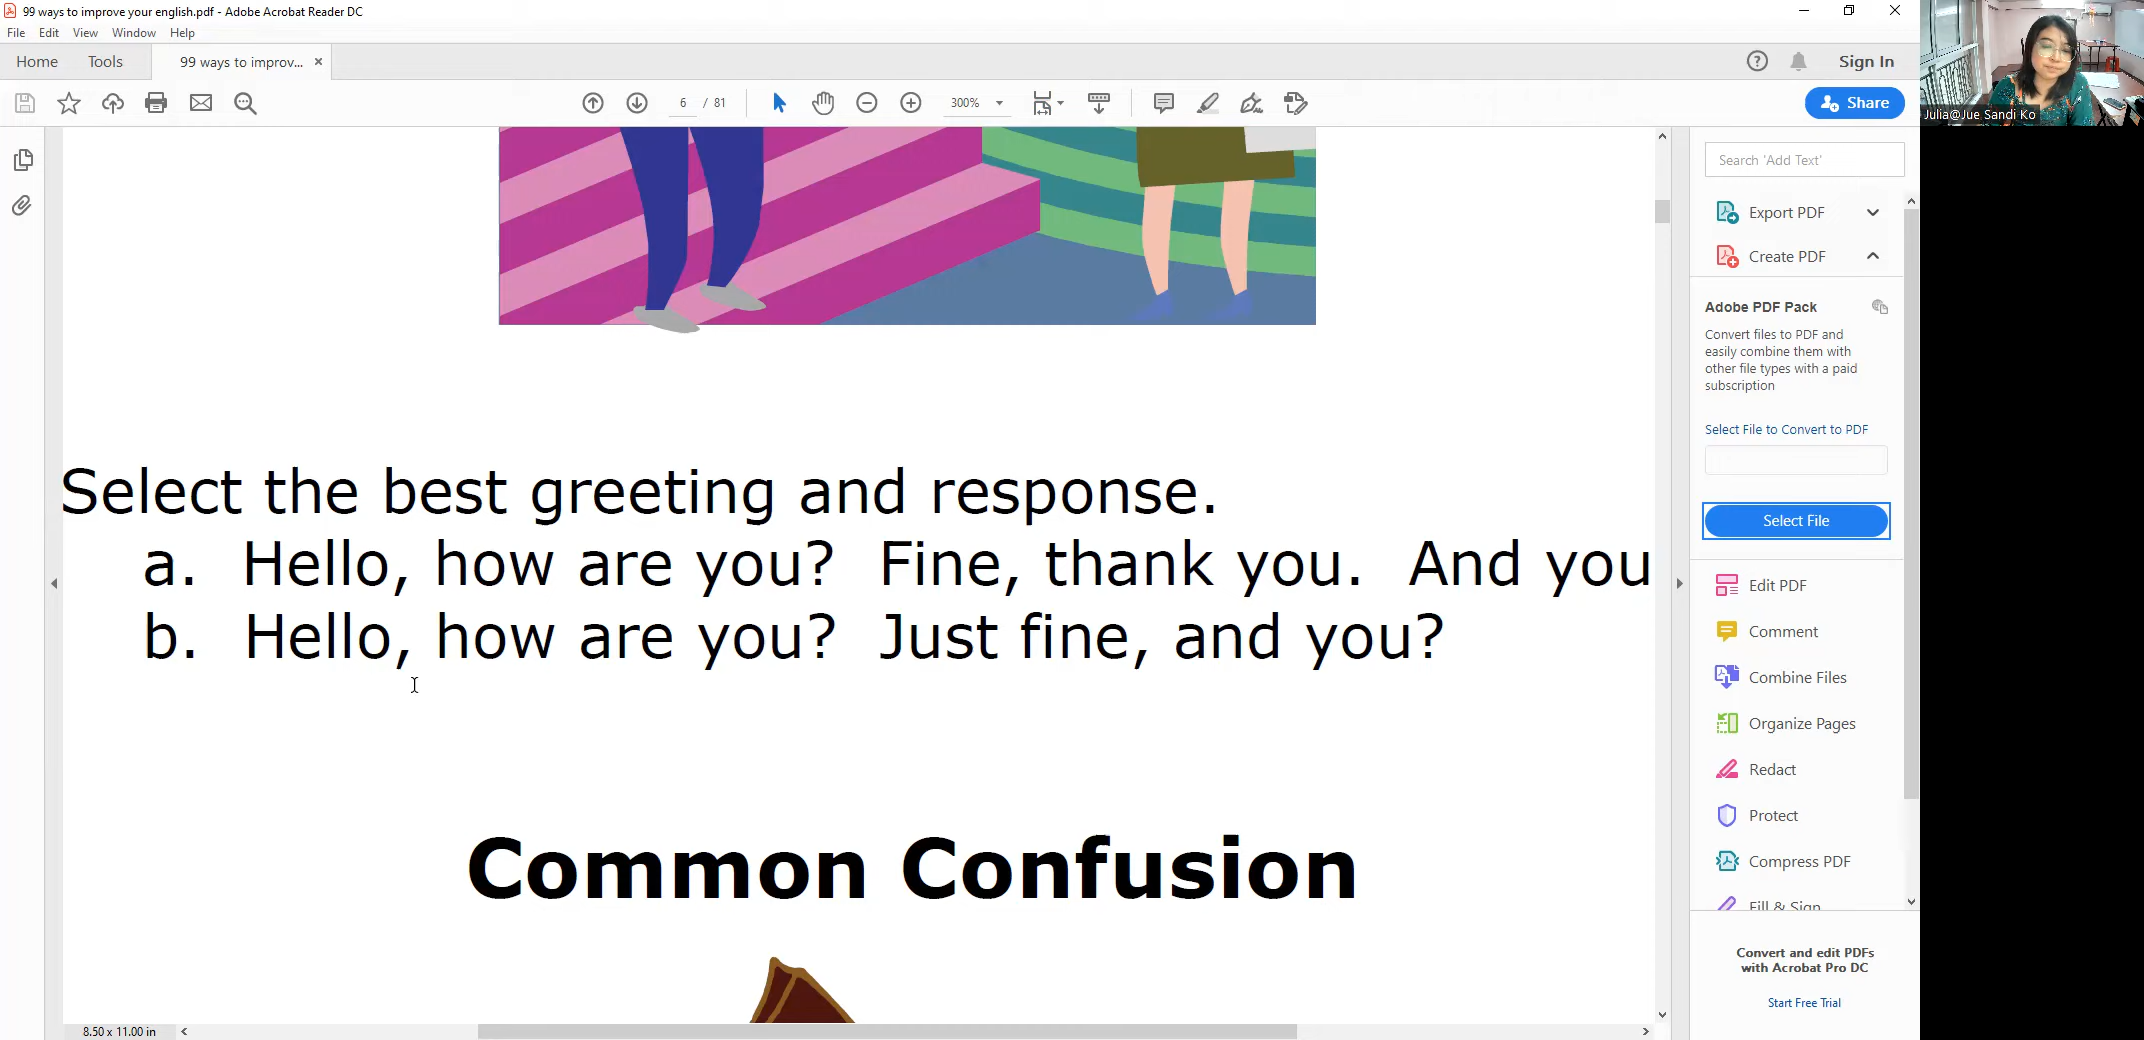 99 ways to improve your english.pdf - Adobe Acrobat Reader DC
File Edit View Window Help
Home Tools 99 ways to improv... × Sign In
6 / 81 300% Share
Julia@Jue Sandi Ko
Search 'Add Text'
Export PDF
Create PDF
Adobe PDF Pack
Convert files to PDF and
easily combine them with
other file types with a paid
subscription
Select File to Convert to PDF
Select File
Edit PDF
Comment
Combine Files
Organize Pages
Redact
Protect
Compress PDF
Fill & Sign
Convert and edit PDFs
with Acrobat Pro DC
Start Free Trial
Select the best greeting and response.
a. Hello, how are you? Fine, thank you. And you
b. Hello, how are you? Just fine, and you?
Common Confusion
8.50 x 11.00 in